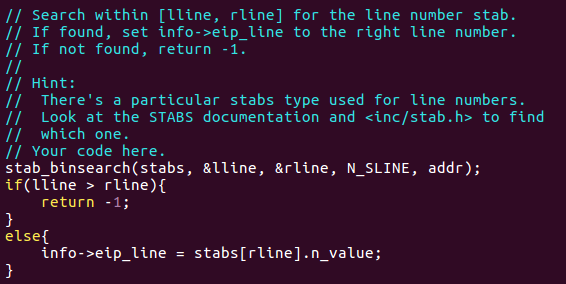 // Search within [lline, rline] for the line number stab.
// If found, set info->eip_line to the right line number.
// If not found, return -1.
//
// Hint:
//  There's a particular stabs type used for line numbers.
//  Look at the STABS documentation and <inc/stab.h> to find
//  which one.
// Your code here.
stab_binsearch(stabs, &lline, &rline, N_SLINE, addr);
if(lline > rline){
    return -1;
}
else{
    info->eip_line = stabs[rline].n_value;
}